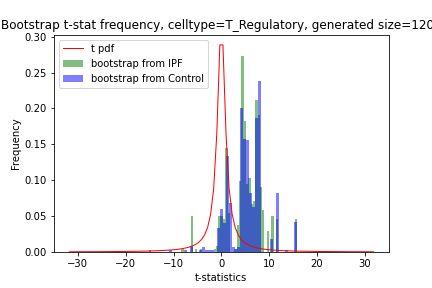 Bootstrap t-stat frequency, celltype=T_Regulatory, generated size=120
t pdf
bootstrap from IPF
bootstrap from Control
Frequency
0.30
0.25
0.20
0.15
0.10
0.05
0.00
−30
−20
−10
0
10
20
30
t-statistics